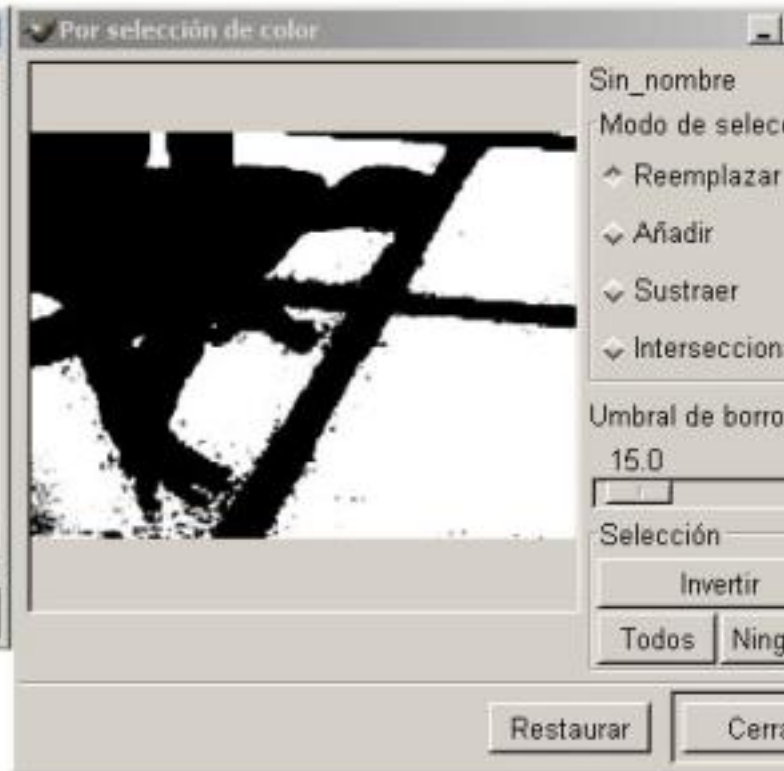 Por selección de color
Sin_nombre
Modo de selecc
Reemplazar
Añadir
Sustraer
Interseccion
Umbral de borro
15.0
Selección
Invertir
Todos Ning
Restaurar Cerra